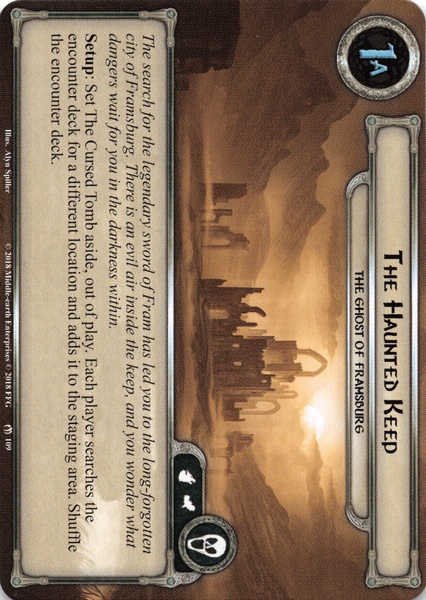 1A
THE HAUNTED KEEP
THE GHOST OF FRAMSBURG
The search for the legendary sword of Fram has led you to the long-forgotten
city of Framsburg. There is an evil air inside the keep, and you wonder what
dangers wait for you in the darkness within.
Setup: Set The Cursed Tomb aside, out of play. Each player searches the
encounter deck for a different location and adds it to the staging area. Shuffle
the encounter deck.
Illus. Alyn Spiller
© 2018 Middle-earth Enterprises © 2018 FFG
109